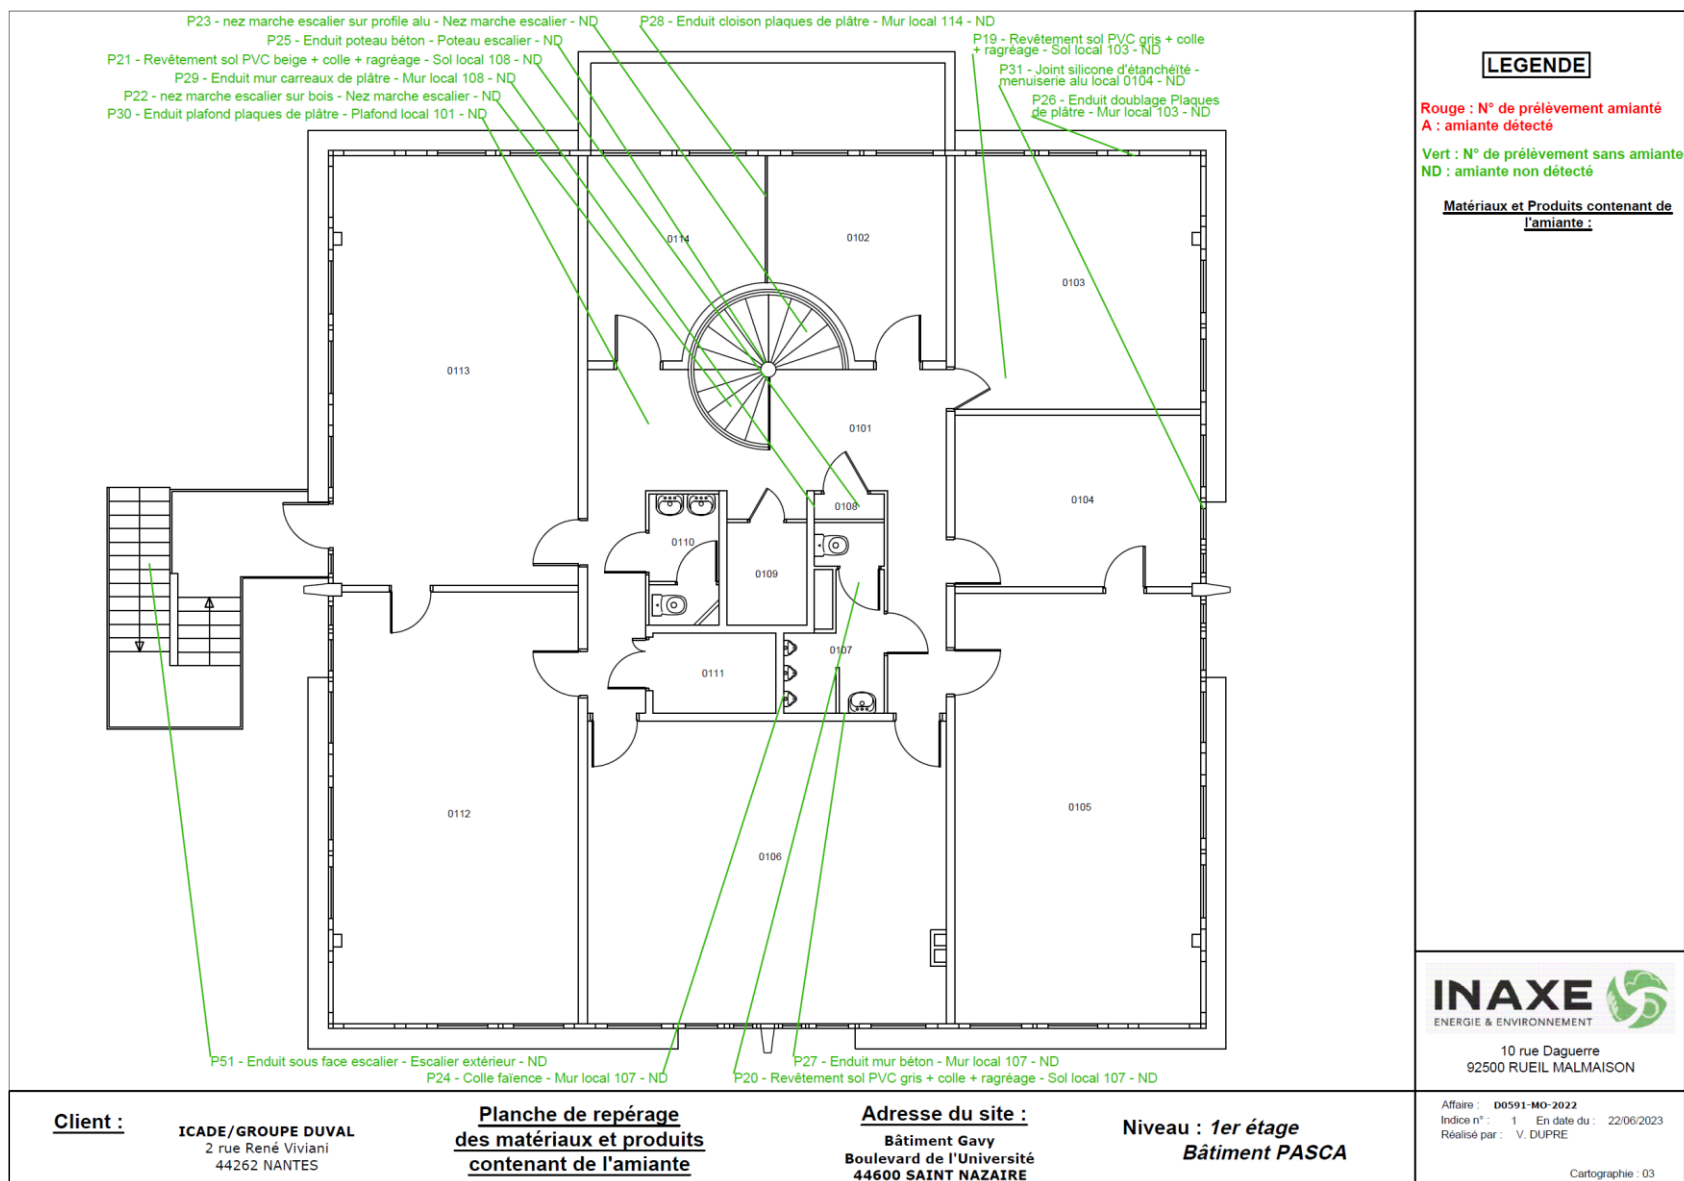 P23 - nez marche escalier sur profile alu - Nez marche escalier - ND
P25 - Enduit poteau béton - Poteau escalier - ND
P21 - Revêtement sol PVC beige + colle + ragréage - Sol local 108 - ND
P29 - Enduit mur carreaux de plâtre - Mur local 108 - ND
P22 - nez marche escalier sur bois - Nez marche escalier - ND
P30 - Enduit plafond plaques de plâtre - Plafond local 101 - ND
P28 - Enduit cloison plaques de plâtre - Mur local 114 - ND
P19 - Revêtement sol PVC gris + colle
+ ragréage - Sol local 103 - ND
P31 - Joint silicone d'étanchéïté -
menuiserie alu local 0104 - ND
P26 - Enduit doublage Plaques
de plâtre - Mur local 103 - ND
0114
0102
0103
0113
0101
0104
0108
0110
0109
0107
0111
0105
0112
0106
P51 - Enduit sous face escalier - Escalier extérieur - ND
P24 - Colle faïence - Mur local 107 - ND
P27 - Enduit mur béton - Mur local 107 - ND
P20 - Revêtement sol PVC gris + colle + ragréage - Sol local 107 - ND
LEGENDE
Rouge : N° de prélèvement amianté
A : amiante détecté
Vert : N° de prélèvement sans amiante
ND : amiante non détecté
Matériaux et Produits contenant de
l'amiante :
INAXE
ENERGIE & ENVIRONNEMENT
10 rue Daguerre
92500 RUEIL MALMAISON
Client :
ICADE/GROUPE DUVAL
2 rue René Viviani
44262 NANTES
Planche de repérage
des matériaux et produits
contenant de l'amiante
Adresse du site :
Bâtiment Gavy
Boulevard de l'Université
44600 SAINT NAZAIRE
Niveau : 1er étage
Bâtiment PASCA
Affaire : D0591-MO-2022
Indice n° : 1 En date du : 22/06/2023
Réalisé par : V. DUPRE
Cartographie : 03